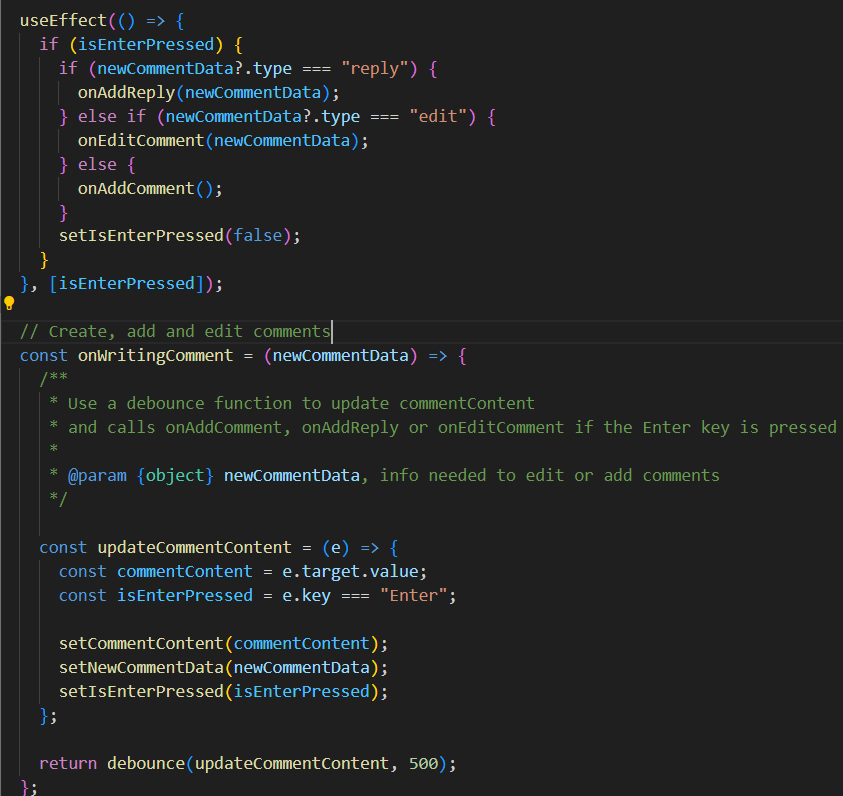 useEffect(() => {
  if (isEnterPressed) {
    if (newCommentData?.type === "reply") {
      onAddReply(newCommentData);
    } else if (newCommentData?.type === "edit") {
      onEditComment(newCommentData);
    } else {
      onAddComment();
    }
    setIsEnterPressed(false);
  }
}, [isEnterPressed]);
// Create, add and edit comments
const onWritingComment = (newCommentData) => {
  /**
   * Use a debounce function to update commentContent
   * and calls onAddComment, onAddReply or onEditComment if the Enter key is pressed
   *
   * @param {object} newCommentData, info needed to edit or add comments
   */
  const updateCommentContent = (e) => {
    const commentContent = e.target.value;
    const isEnterPressed = e.key === "Enter";
    setCommentContent(commentContent);
    setNewCommentData(newCommentData);
    setIsEnterPressed(isEnterPressed);
  };
  return debounce(updateCommentContent, 500);
};